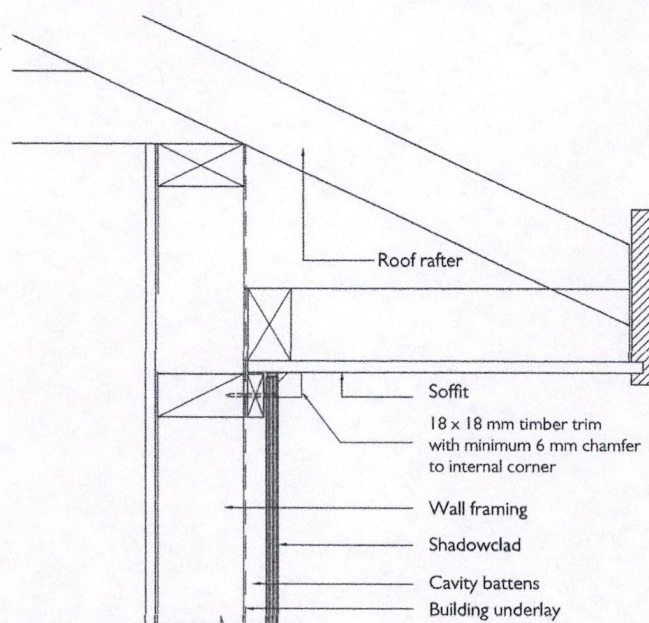 Roof rafter
Soffit
18 x 18 mm timber trim
with minimum 6 mm chamfer
to internal corner
Wall framing
Shadowclad
Cavity battens
Building underlay